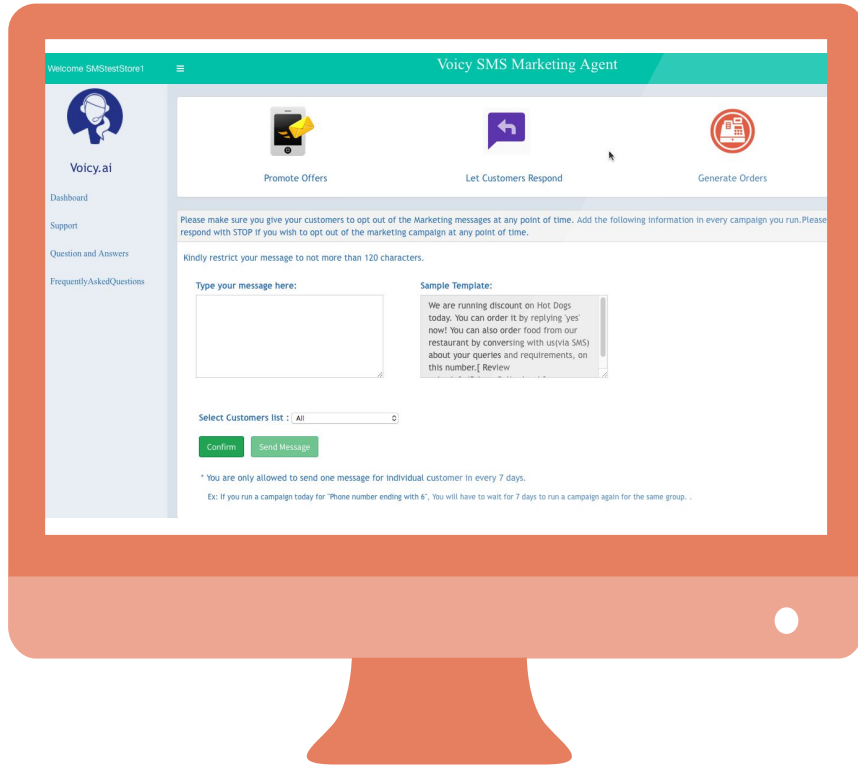 Welcome SMStestStore1
Voicy SMS Marketing Agent
Voicy.ai
Dashboard
Support
Question and Answers
FrequentlyAskedQuestions
Promote Offers
Let Customers Respond
Generate Orders
Please make sure you give your customers to opt out of the Marketing messages at any point of time. Add the following information in every campaign you run.Please
respond with STOP if you wish to opt out of the marketing campaign at any point of time.
Kindly restrict your message to not more than 120 characters.
Type your message here:
Sample Template:
We are running discount on Hot Dogs
today. You can order it by replying 'yes'
now! You can also order food from our
restaurant by conversing with us(via SMS)
about your queries and requirements, on
this number.[ Review
Select Customers list : All
Confirm
Send Message
* You are only allowed to send one message for individual customer in every 7 days.
Ex: If you run a campaign today for "Phone number ending with 6", You will have to wait for 7 days to run a campaign again for the same group. .